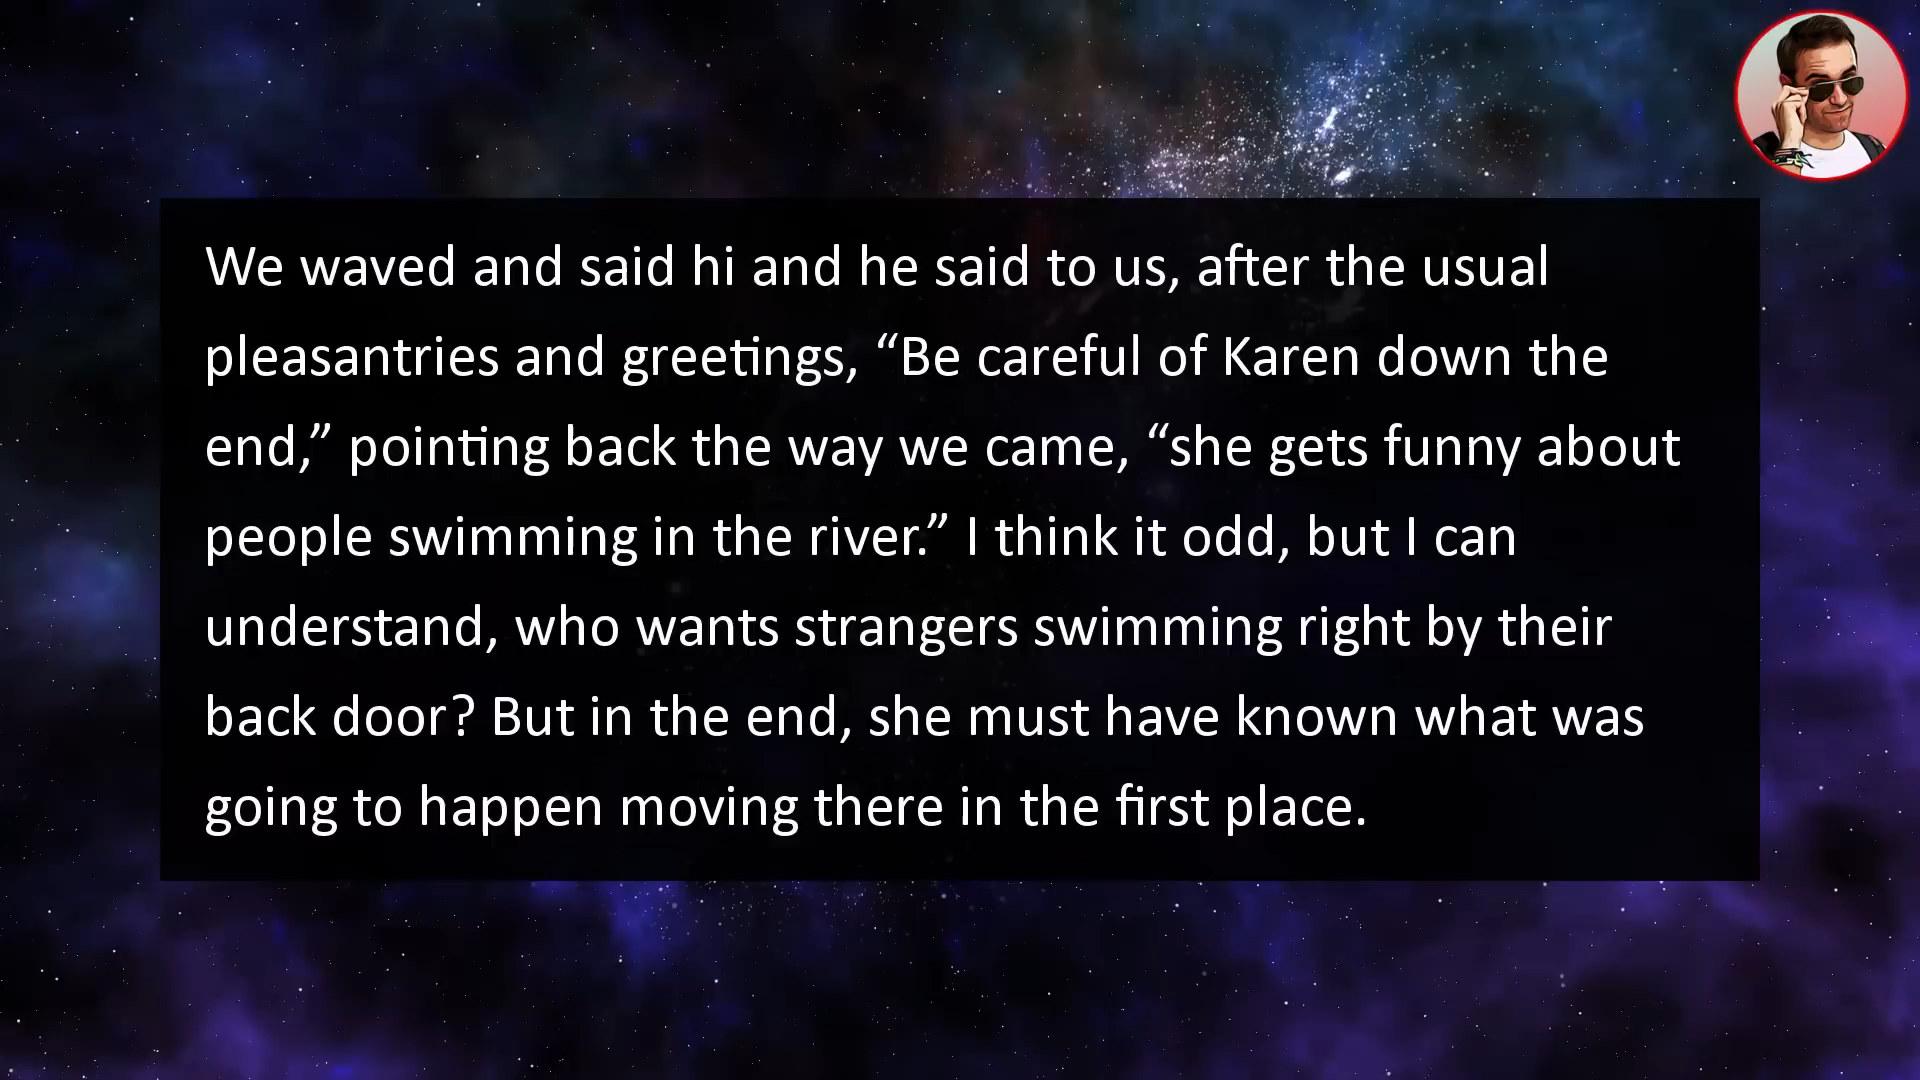 We waved and said hi and he said to us, after the usual
pleasantries and greetings, “Be careful of Karen down the
end,” pointing back the way we came, “she gets funny about
people swimming in the river.” I think it odd, but I can
understand, who wants strangers swimming right by their
back door? But in the end, she must have known what was
going to happen moving there in the first place.